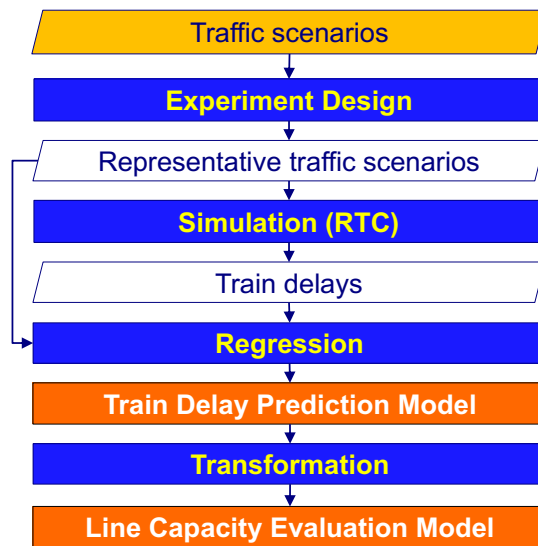 Traffic scenarios
Experiment Design
Representative traffic scenarios
Simulation (RTC)
Train delays
Regression
Train Delay Prediction Model
Transformation
Line Capacity Evaluation Model